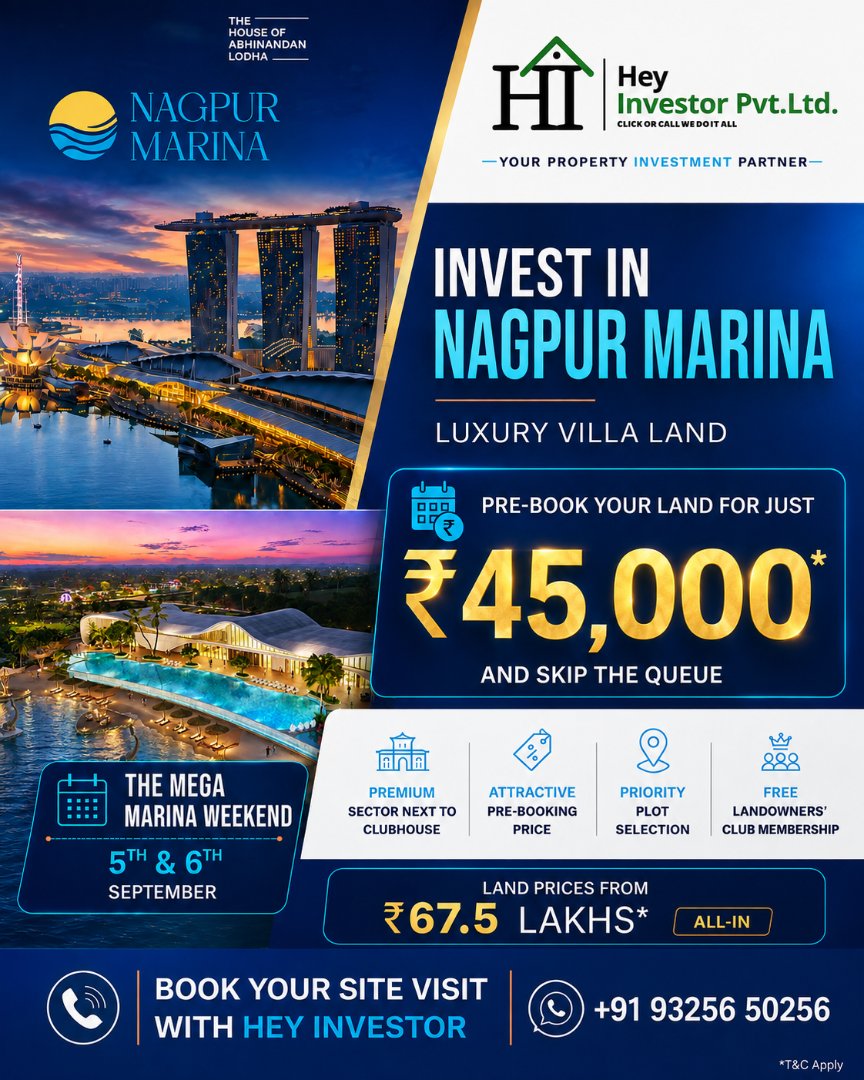 THE
HOUSE OF
ABHINANDAN
LODHA
NAGPUR
MARINA
HI
Hey
Investor Pvt.Ltd.
CLICK OR CALL WE DO IT ALL
YOUR PROPERTY INVESTMENT PARTNER
INVEST IN
NAGPUR MARINA
LUXURY VILLA LAND
PRE-BOOK YOUR LAND FOR JUST
₹45,000*
AND SKIP THE QUEUE
PREMIUM
SECTOR NEXT TO
CLUBHOUSE
ATTRACTIVE
PRE-BOOKING
PRICE
PRIORITY
PLOT
SELECTION
FREE
LANDOWNERS'
CLUB MEMBERSHIP
THE MEGA
MARINA WEEKEND
5TH & 6TH
SEPTEMBER
LAND PRICES FROM
₹67.5 LAKHS* ALL-IN
BOOK YOUR SITE VISIT
WITH HEY INVESTOR
+91 93256 50256
*T&C Apply